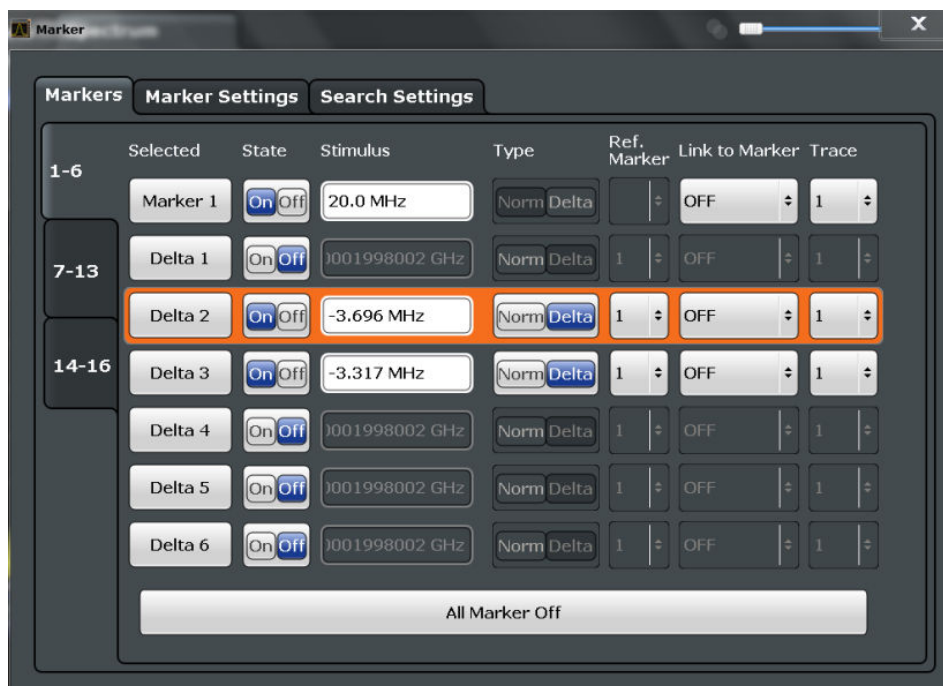 Marker
X
Markers Marker Settings Search Settings
1-6
7-13
14-16
Selected State Stimulus Type Ref. Marker Link to Marker Trace
Marker 1 On Off 20.0 MHz Norm Delta OFF 1
Delta 1 On Off 0001998002 GHz Norm Delta 1 OFF 1
Delta 2 On Off -3.696 MHz Norm Delta 1 OFF 1
Delta 3 On Off -3.317 MHz Norm Delta 1 OFF 1
Delta 4 On Off 0001998002 GHz Norm Delta 1 OFF 1
Delta 5 On Off 0001998002 GHz Norm Delta 1 OFF 1
Delta 6 On Off 0001998002 GHz Norm Delta 1 OFF 1
All Marker Off